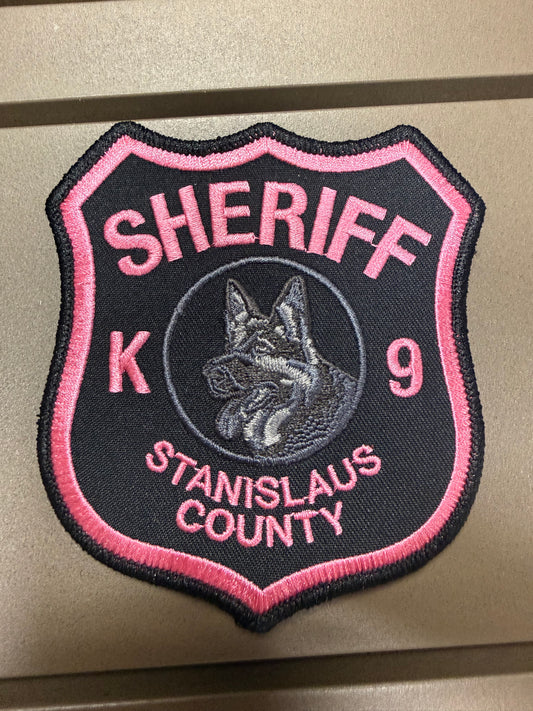 SHERIFF
K 9
STANISLAUS
COUNTY